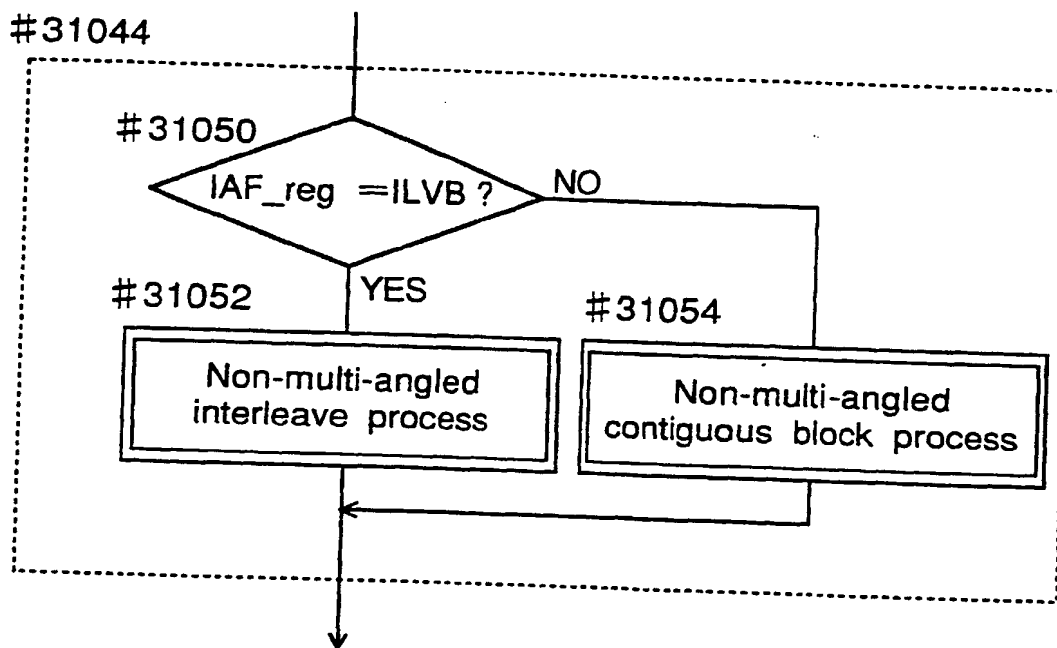 #31044
#31050
IAF_reg =ILVB ?
NO
YES
#31052
#31054
Non-multi-angled
interleave process
Non-multi-angled
contiguous block process